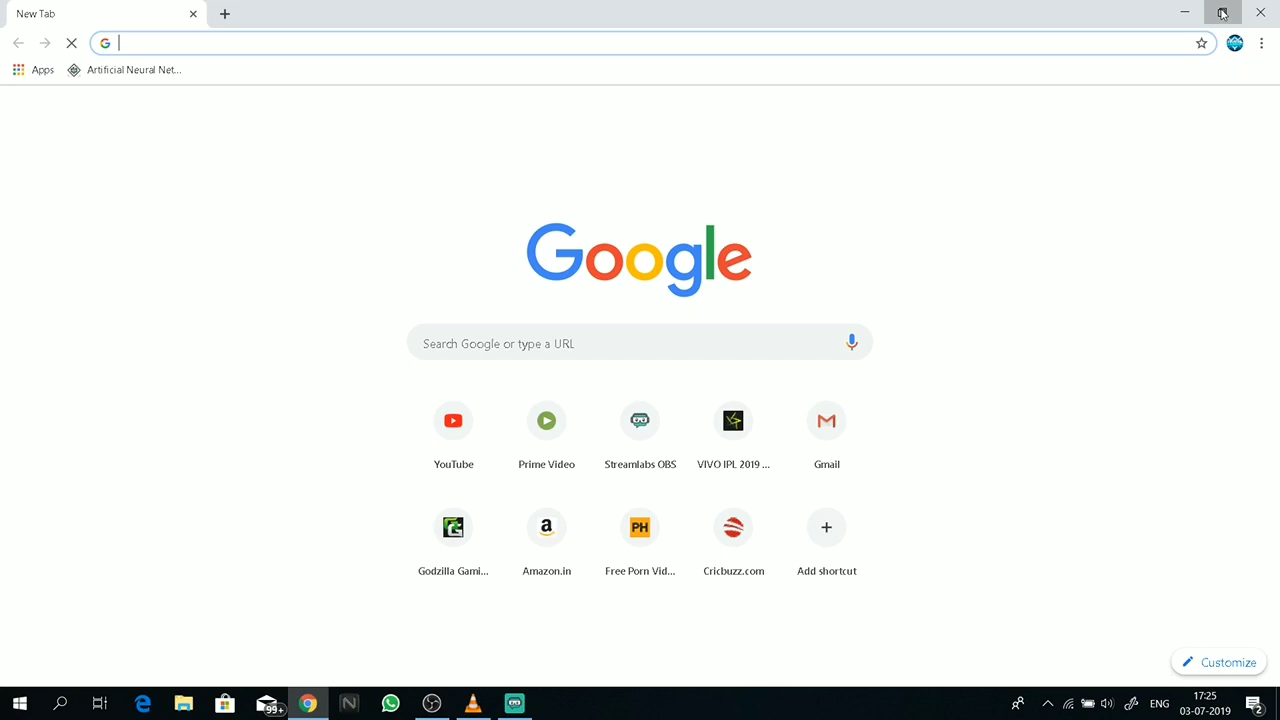 New Tab
Apps
Artificial Neural Net...
Google
Search Google or type a URL
YouTube
Prime Video
Streamlabs OBS
VIVO IPL 2019 ...
Gmail
Godzilla Gami...
Amazon.in
Free Porn Vid...
Cricbuzz.com
Add shortcut
a
PH
Customize
99+
N
ENG
17:25
03-07-2019
2